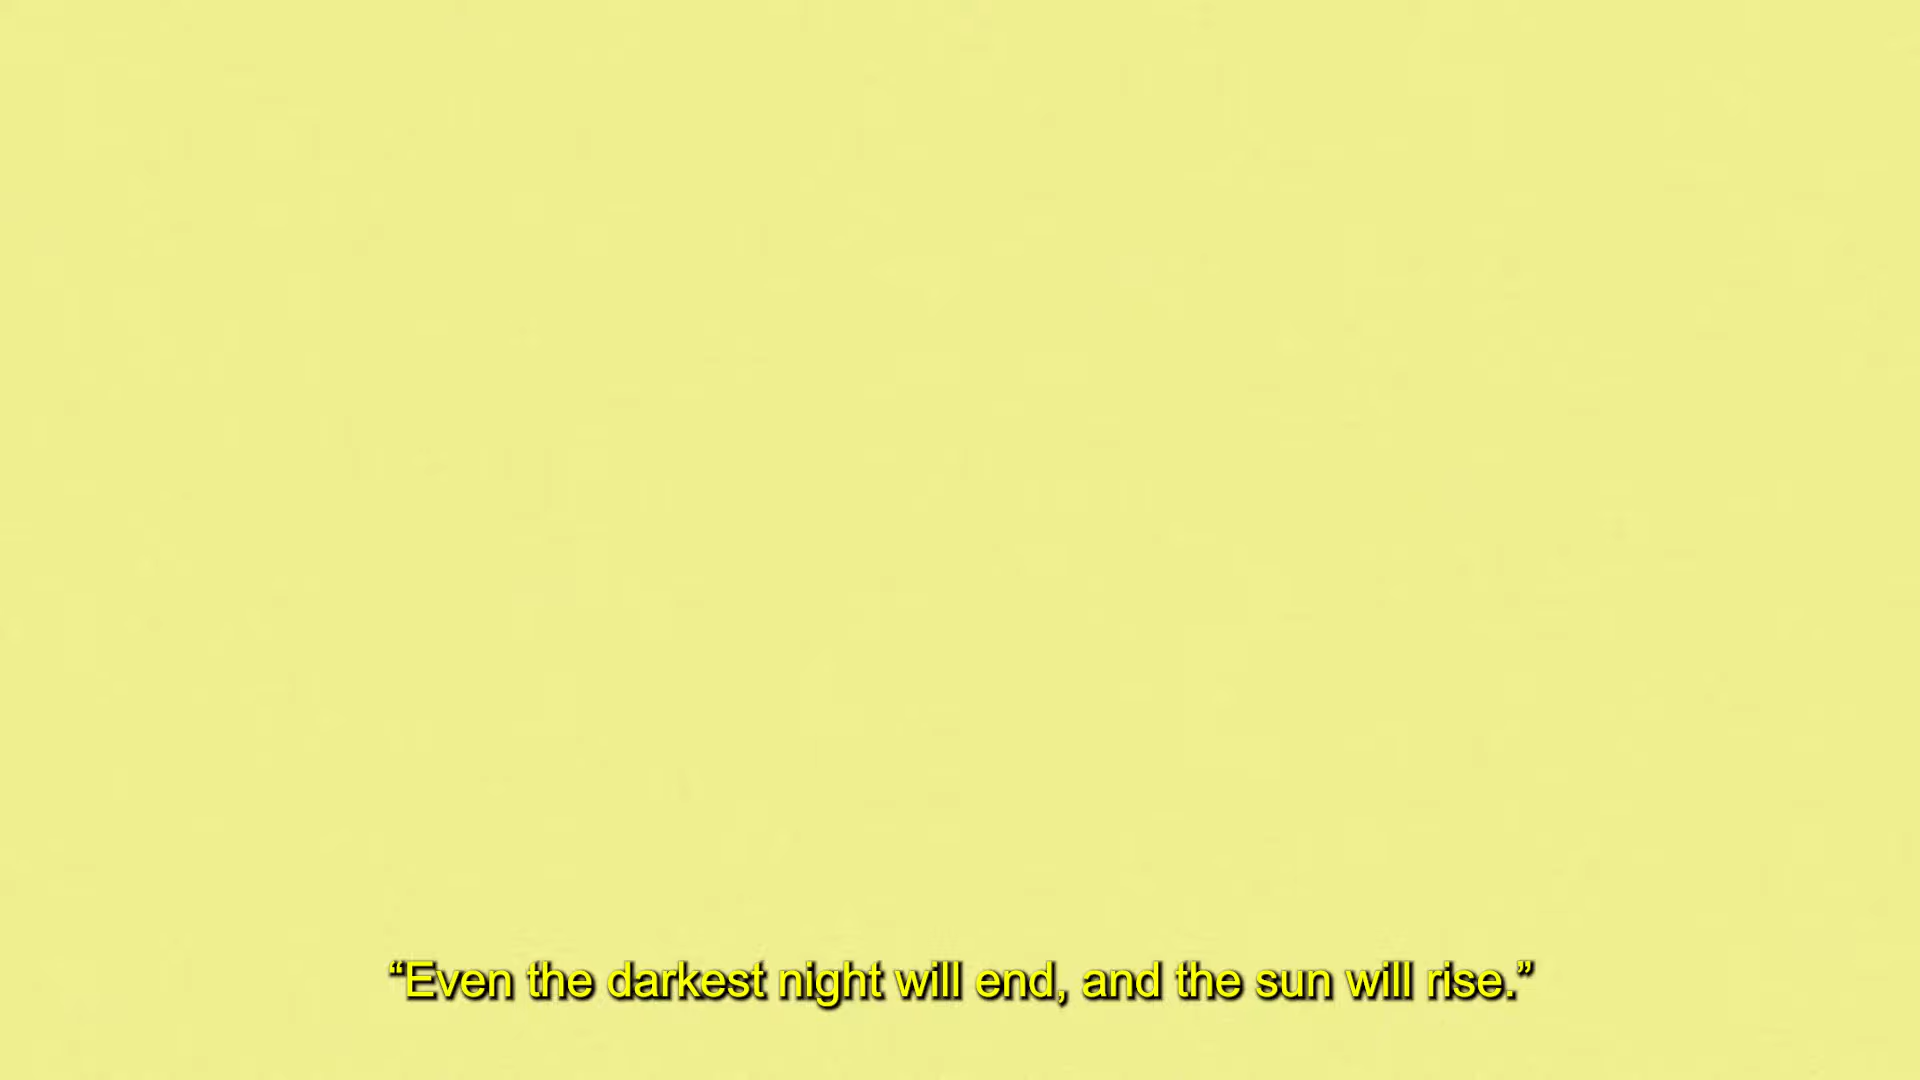 “Even the darkest night will end, and the sun will rise.”